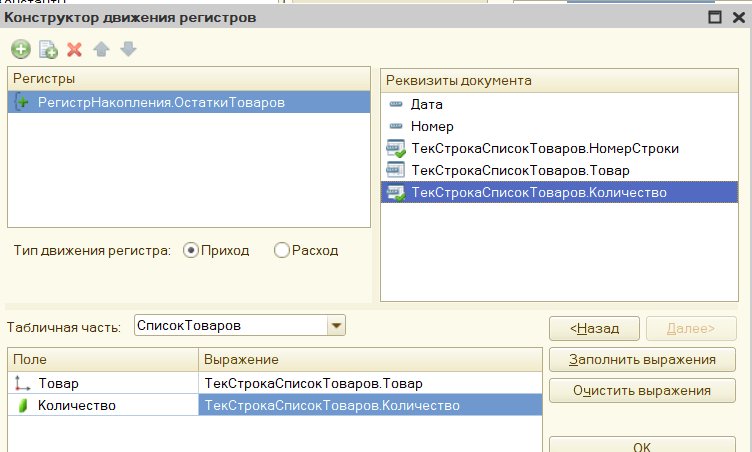 Конструктор движения регистров
Регистры
РегистрНакопления.ОстаткиТоваров
Реквизиты документа
Дата
Номер
ТекСтрокаСписокТоваров.НомерСтроки
ТекСтрокаСписокТоваров.Товар
ТекСтрокаСписокТоваров.Количество
Тип движения регистра: Приход Расход
Табличная часть: СписокТоваров
<Назад Далее>
Поле Выражение
Товар ТекСтрокаСписокТоваров.Товар
Количество ТекСтрокаСписокТоваров.Количество
Заполнить выражения
Очистить выражения
OK